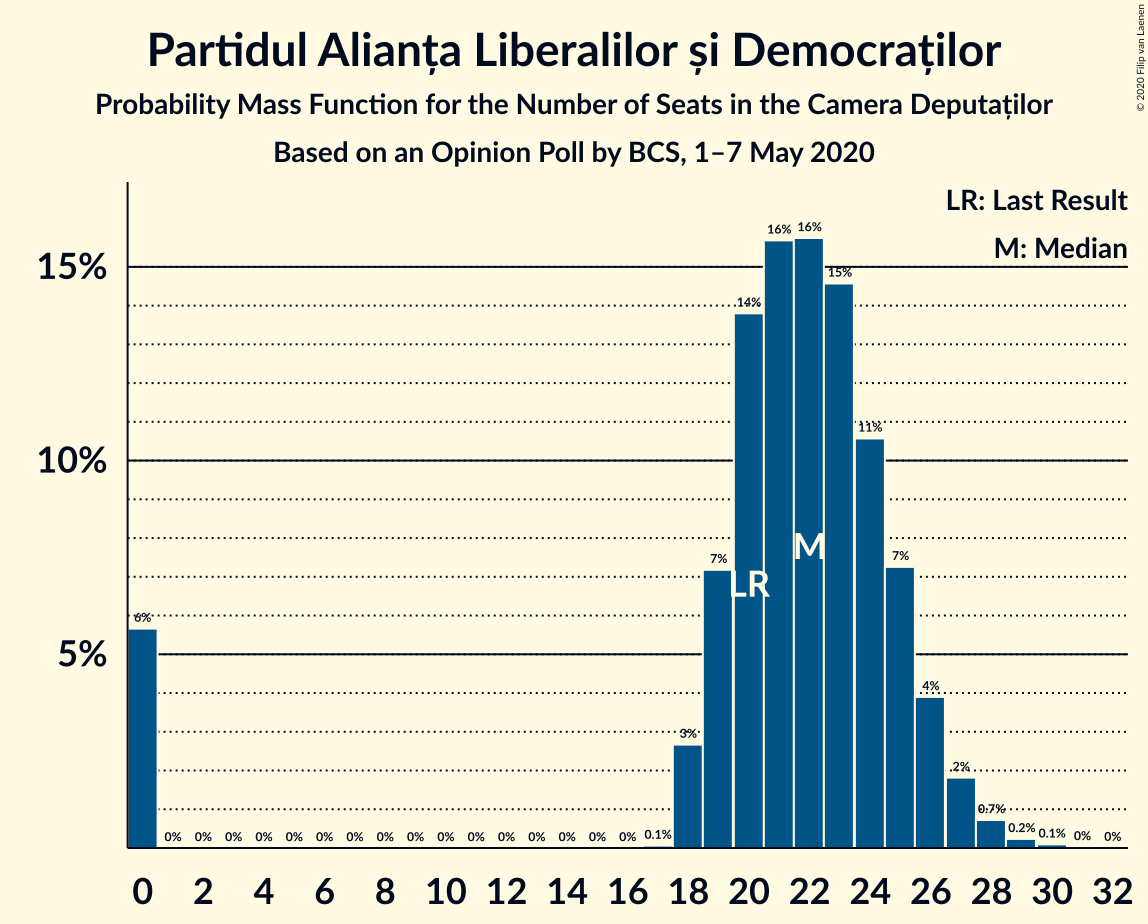 Partidul Alianța Liberalilor și Democraților
Probability Mass Function for the Number of Seats in the Camera Deputaților
Based on an Opinion Poll by BCS, 1–7 May 2020
© 2020 Filip van Laenen
LR: Last Result
M: Median
15%
10%
5%
6% 0% 0% 0% 0% 0% 0% 0% 0% 0% 0% 0% 0% 0% 0% 0% 0% 0.1% 3% 7% 14% 16% 16% 15% 11% 7% 4% 2% 0.7% 0.2% 0.1% 0% 0%
LR M
0 2 4 6 8 10 12 14 16 18 20 22 24 26 28 30 32